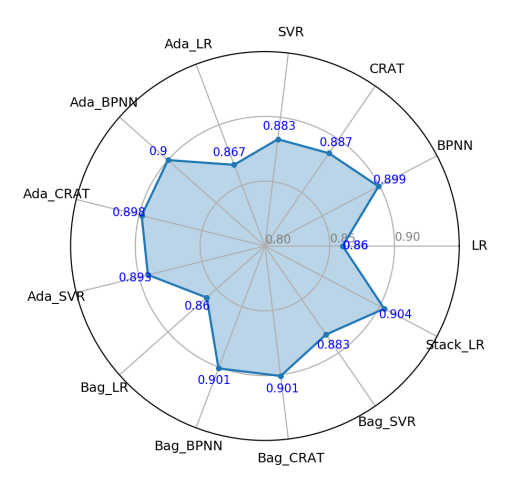 SVR
Ada_LR
CRAT
Ada_BPNN
0.883
0.887
0.867
0.9
BPNN
0.899
Ada_CRAT
0.898
0.80
0.85
0.90
0.86
LR
0.893
Ada_SVR
0.86
0.904
0.883
Stack_LR
0.901
0.901
Bag_LR
Bag_SVR
Bag_BPNN
Bag_CRAT